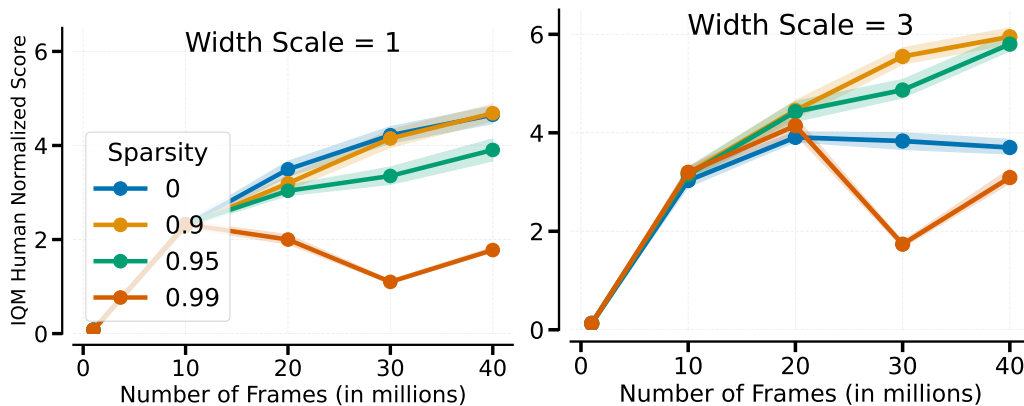 Width Scale = 1
IQM Human Normalized Score
6
4
2
0
Sparsity
0
0.9
0.95
0.99
0 10 20 30 40
Number of Frames (in millions)
Width Scale = 3
6
4
2
0
0 10 20 30 40
Number of Frames (in millions)